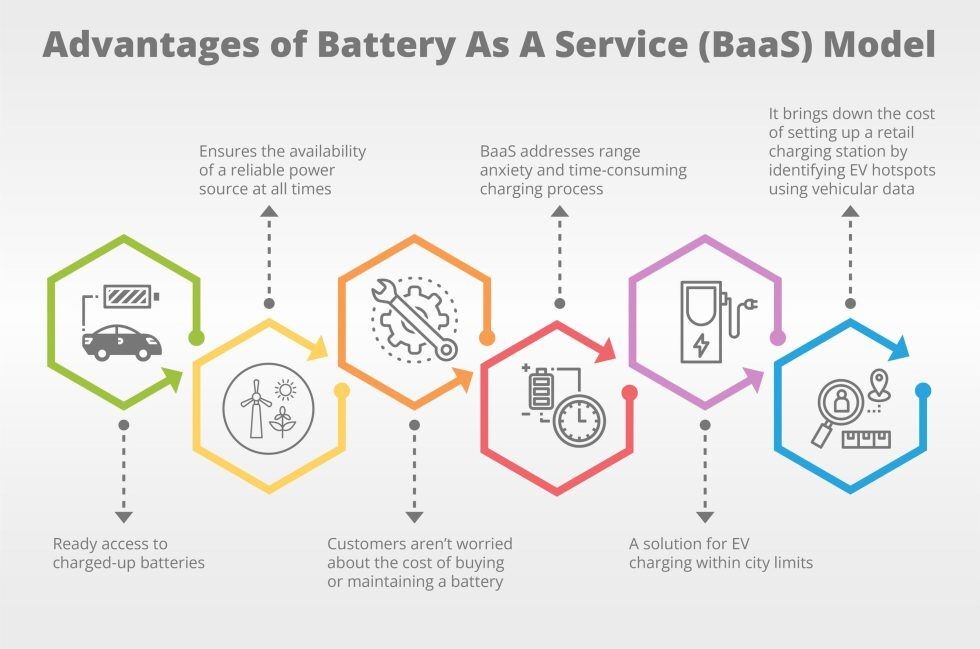 Advantages of Battery As A Service (BaaS) Model
Ensures the availability
of a reliable power
source at all times
BaaS addresses range
anxiety and time-consuming
charging process
It brings down the cost
of setting up a retail
charging station by
identifying EV hotspots
using vehicular data
Ready access to
charged-up batteries
Customers aren’t worried
about the cost of buying
or maintaining a battery
A solution for EV
charging within city limits